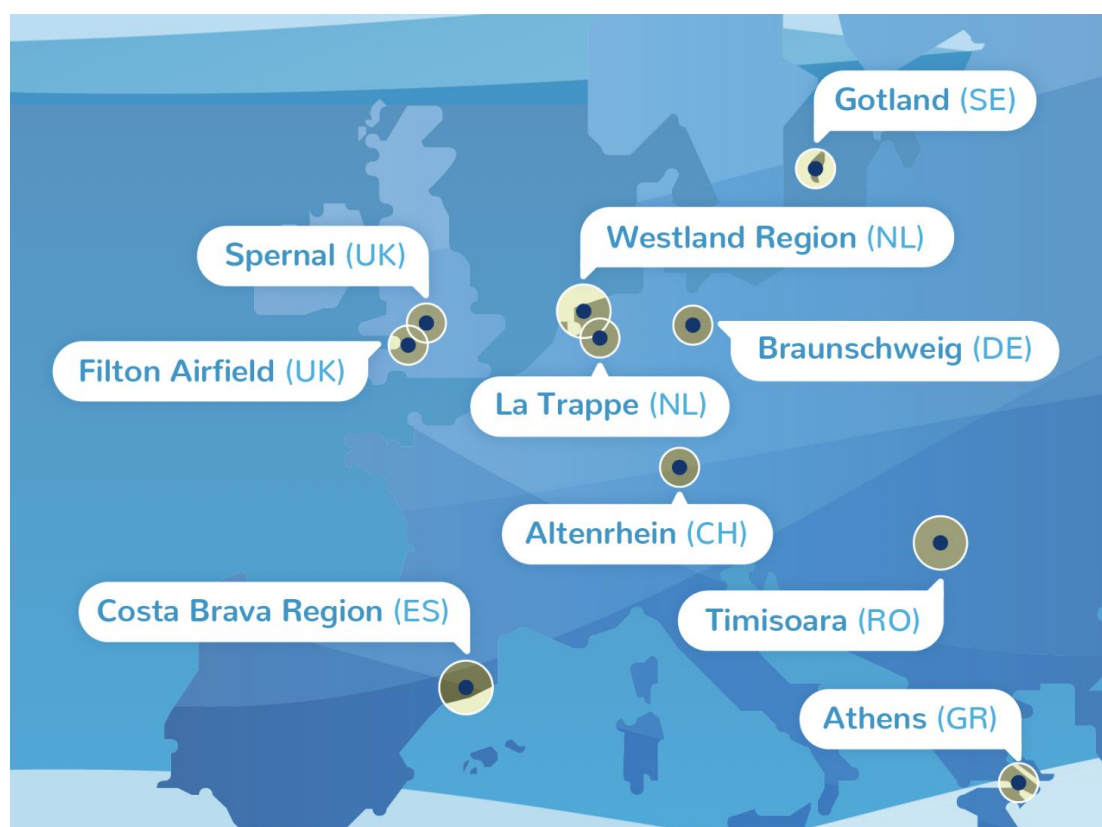 Gotland (SE)
Westland Region (NL)
Spernal (UK)
Braunschweig (DE)
Filton Airfield (UK)
La Trappe (NL)
Altenrhein (CH)
Costa Brava Region (ES)
Timisoara (RO)
Athens (GR)